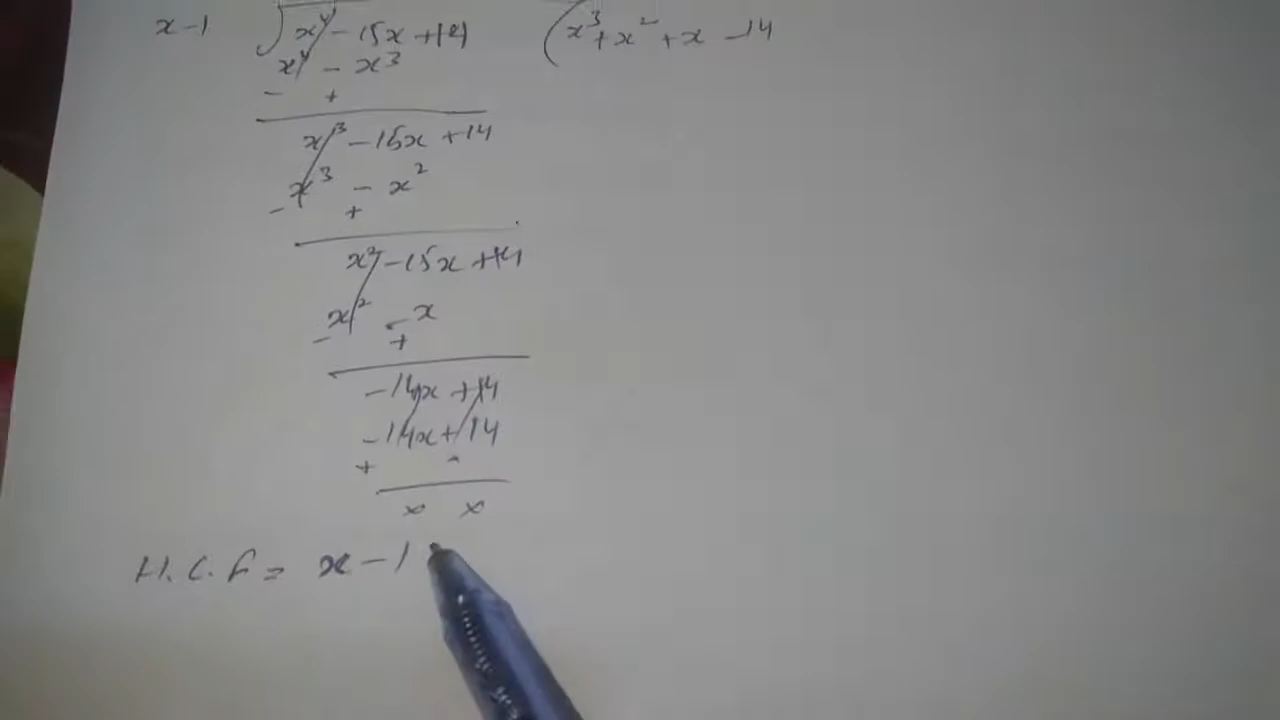 x-1 x⁴ - 15x + 14 (x³ + x² + x - 14
x⁴ - x³
- +
x³ - 15x + 14
x³ - x²
- +
x² - 15x + 14
x² - x
- +
-14x + 14
-14x + 14
+ -
x x
H.C.F = x - 1